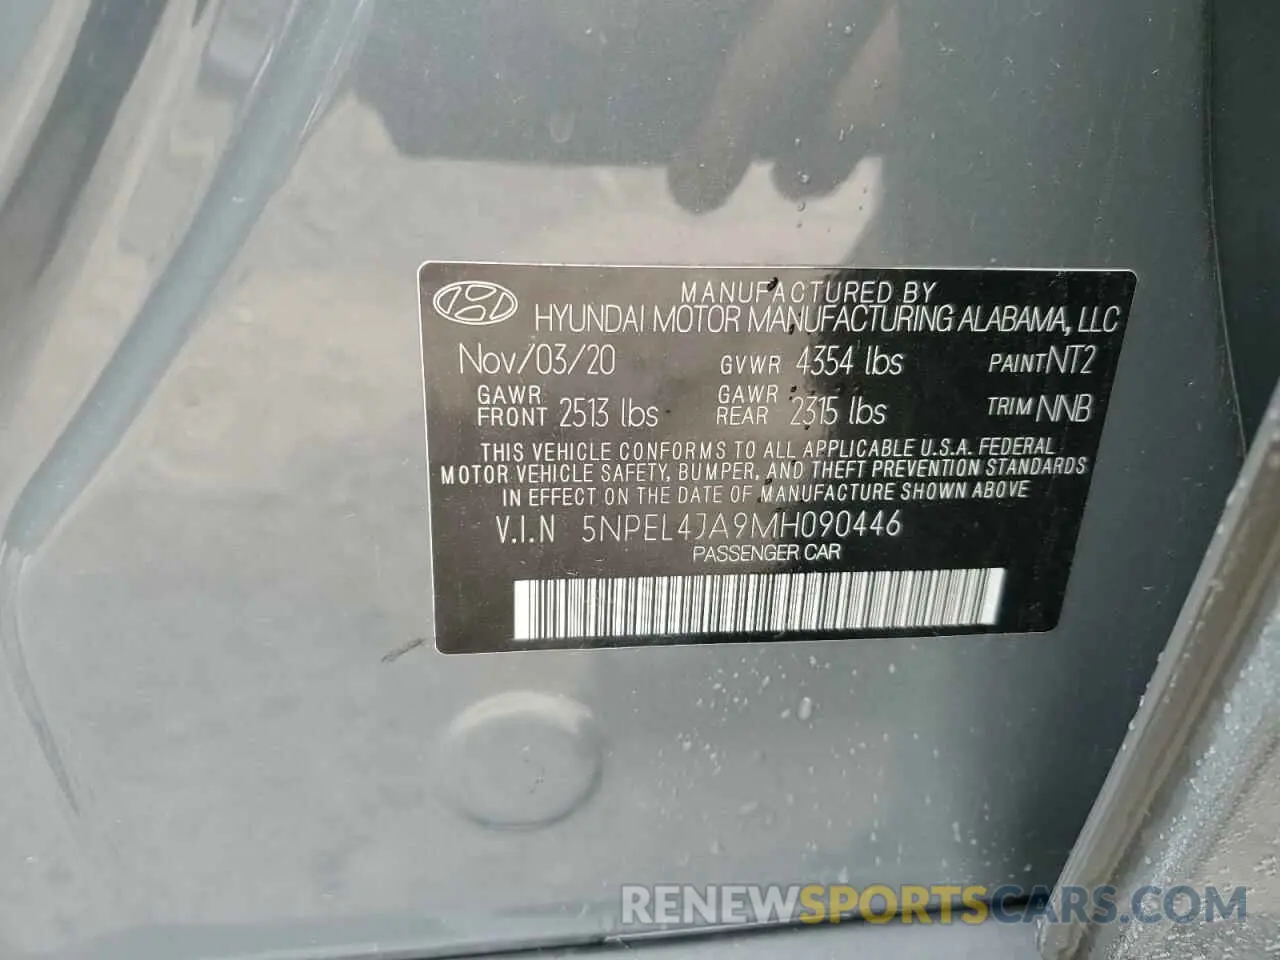 MANUFACTURED BY
HYUNDAI MOTOR MANUFACTURING ALABAMA, LLC
Nov/03/20 GVWR 4354 lbs PAINT NT2
GAWR FRONT 2513 lbs GAWR REAR 2315 lbs TRIM NNB
THIS VEHICLE CONFORMS TO ALL APPLICABLE U.S.A. FEDERAL
MOTOR VEHICLE SAFETY, BUMPER, AND THEFT PREVENTION STANDARDS
IN EFFECT ON THE DATE OF MANUFACTURE SHOWN ABOVE
V.I.N 5NPEL4JA9MH090446
PASSENGER CAR
RENEWSPORTSCARS.COM